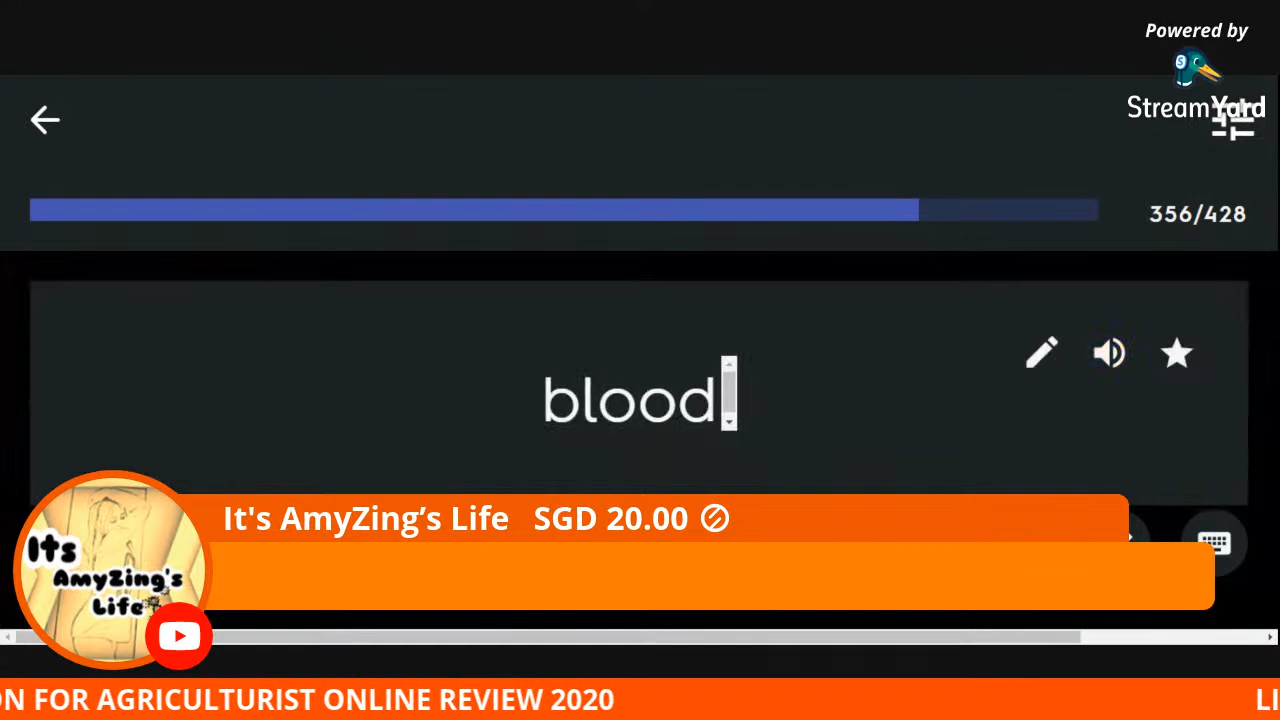 Powered by
StreamYard
356/428
blood
It's AmyZing’s Life SGD 20.00
Its
AmyZing's
Life
ON FOR AGRICULTURIST ONLINE REVIEW 2020
LI